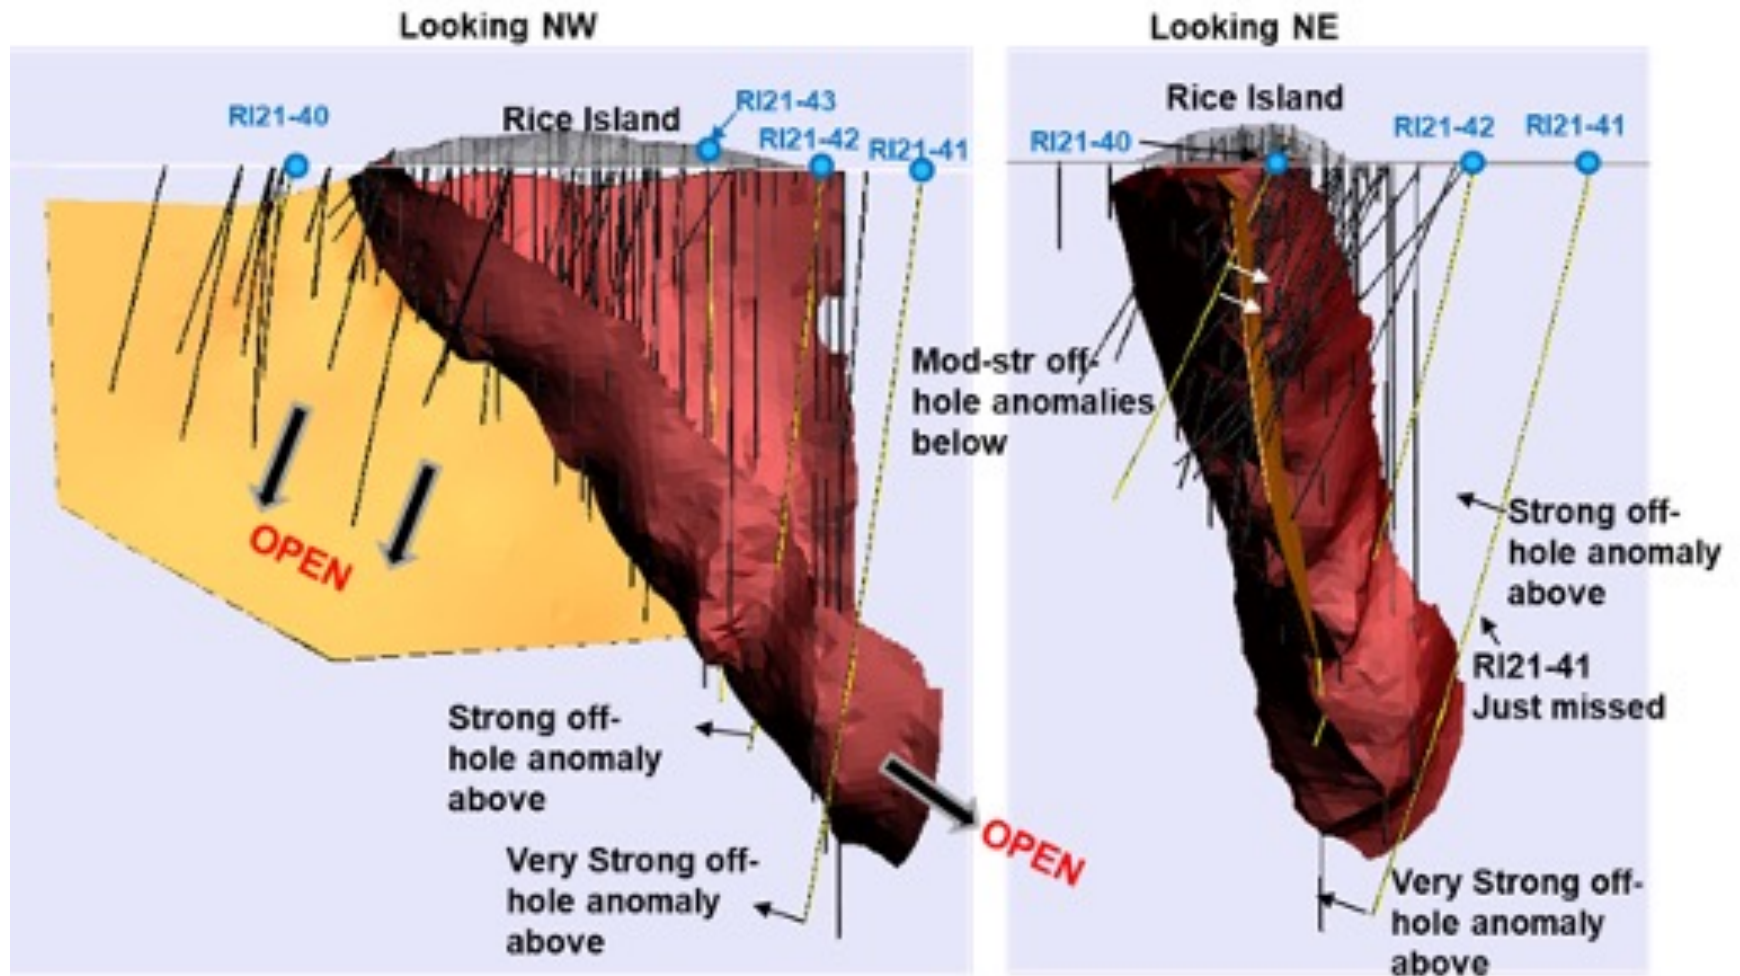 Looking NW
RI21-40
Rice Island
RI21-43
RI21-42
RI21-41
OPEN
Strong off-
hole anomaly
above
Very Strong off-
hole anomaly
above
OPEN
Looking NE
Rice Island
RI21-40
RI21-42
RI21-41
Mod-str off-
hole anomalies
below
Strong off-
hole anomaly
above
RI21-41
Just missed
Very Strong off-
hole anomaly
above